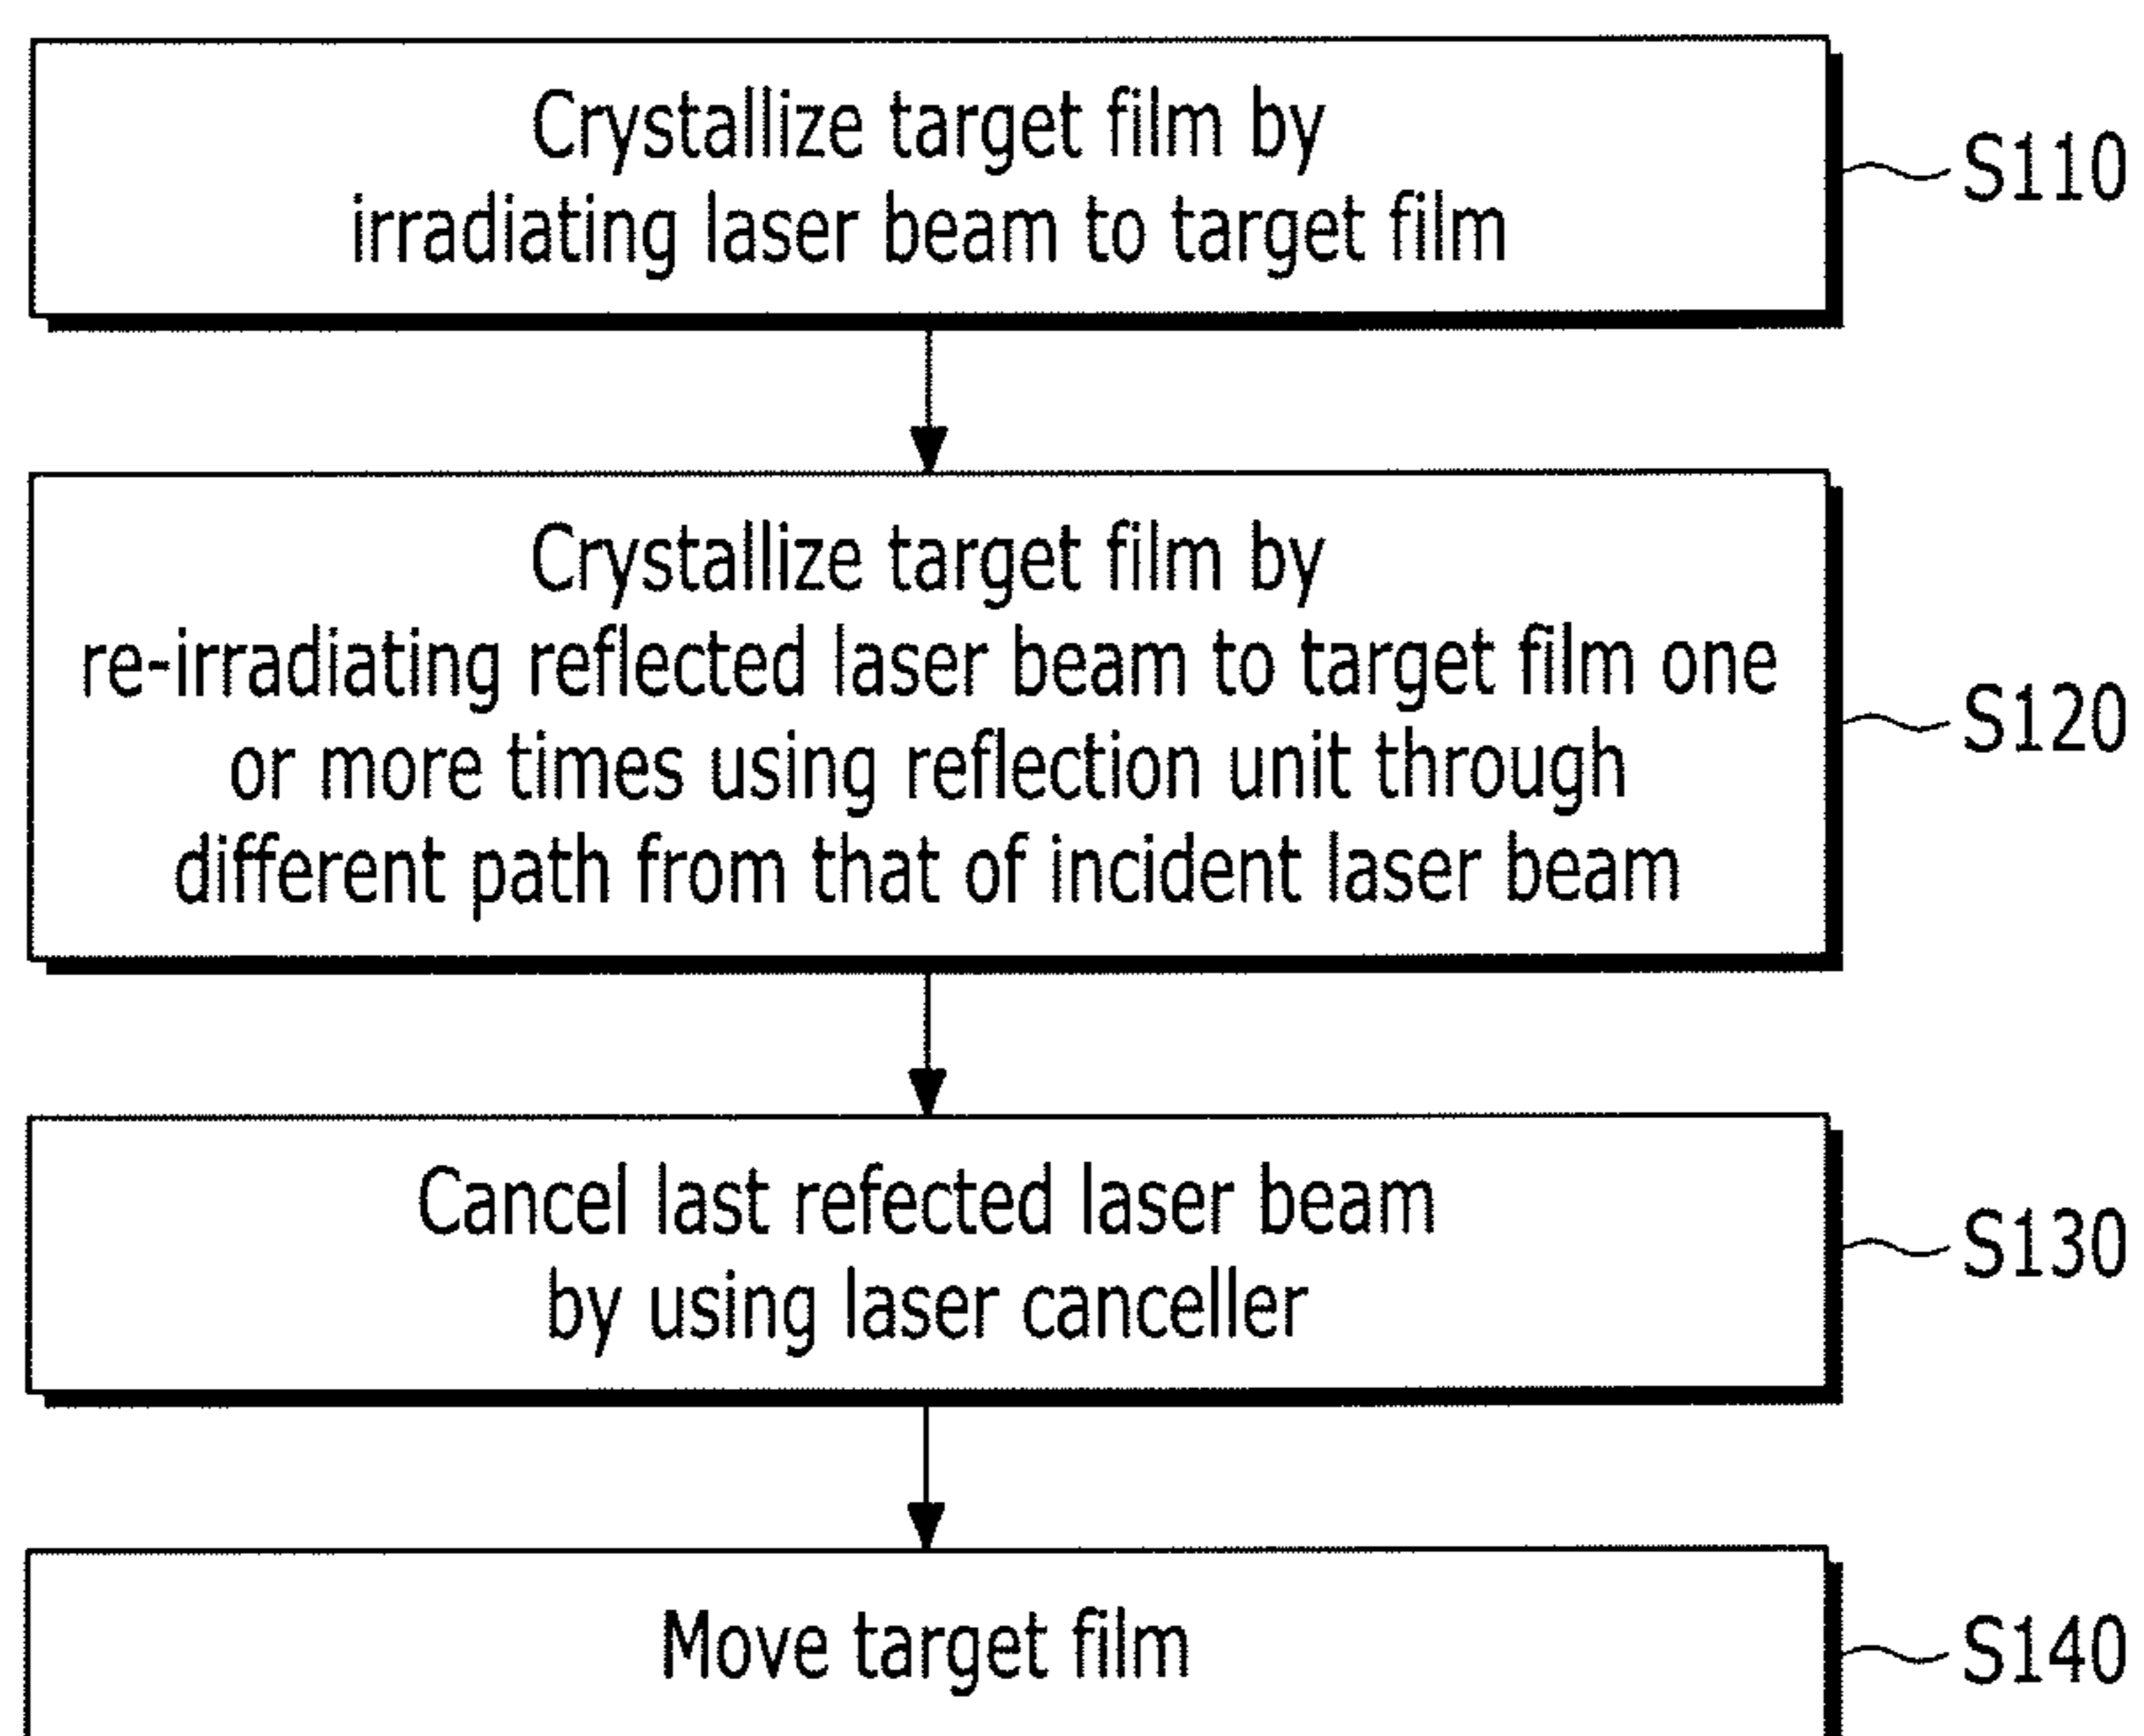 Crystallize target film by
irradiating laser beam to target film
S110
Crystallize target film by
re-irradiating reflected laser beam to target film one
or more times using reflection unit through
different path from that of incident laser beam
S120
Cancel last refected laser beam
by using laser canceller
S130
Move target film
S140